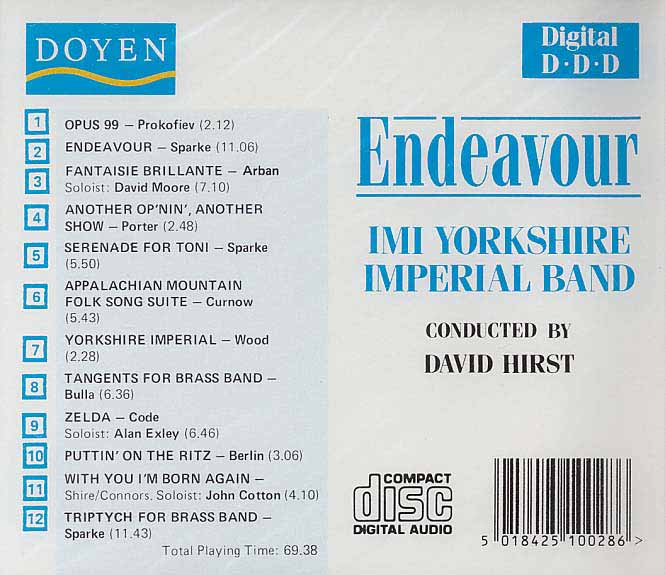 DOYEN
Digital
D·D·D
1 OPUS 99 – Prokofiev (2.12)
2 ENDEAVOUR – Sparke (11.06)
3 FANTAISIE BRILLANTE – Arban
Soloist: David Moore (7.10)
4 ANOTHER OP'NIN', ANOTHER
SHOW – Porter (2.48)
5 SERENADE FOR TONI – Sparke
(5.50)
6 APPALACHIAN MOUNTAIN
FOLK SONG SUITE – Curnow
(5.43)
7 YORKSHIRE IMPERIAL – Wood
(2.28)
8 TANGENTS FOR BRASS BAND –
Bulla (6.36)
9 ZELDA – Code
Soloist: Alan Exley (6.46)
10 PUTTIN' ON THE RITZ – Berlin (3.06)
11 WITH YOU I'M BORN AGAIN –
Shire/Connors. Soloist: John Cotton (4.10)
12 TRIPTYCH FOR BRASS BAND –
Sparke (11.43)
Total Playing Time: 69.38
Endeavour
IMI YORKSHIRE
IMPERIAL BAND
CONDUCTED BY
DAVID HIRST
COMPACT
disc
DIGITAL AUDIO
5 018425 100286 >